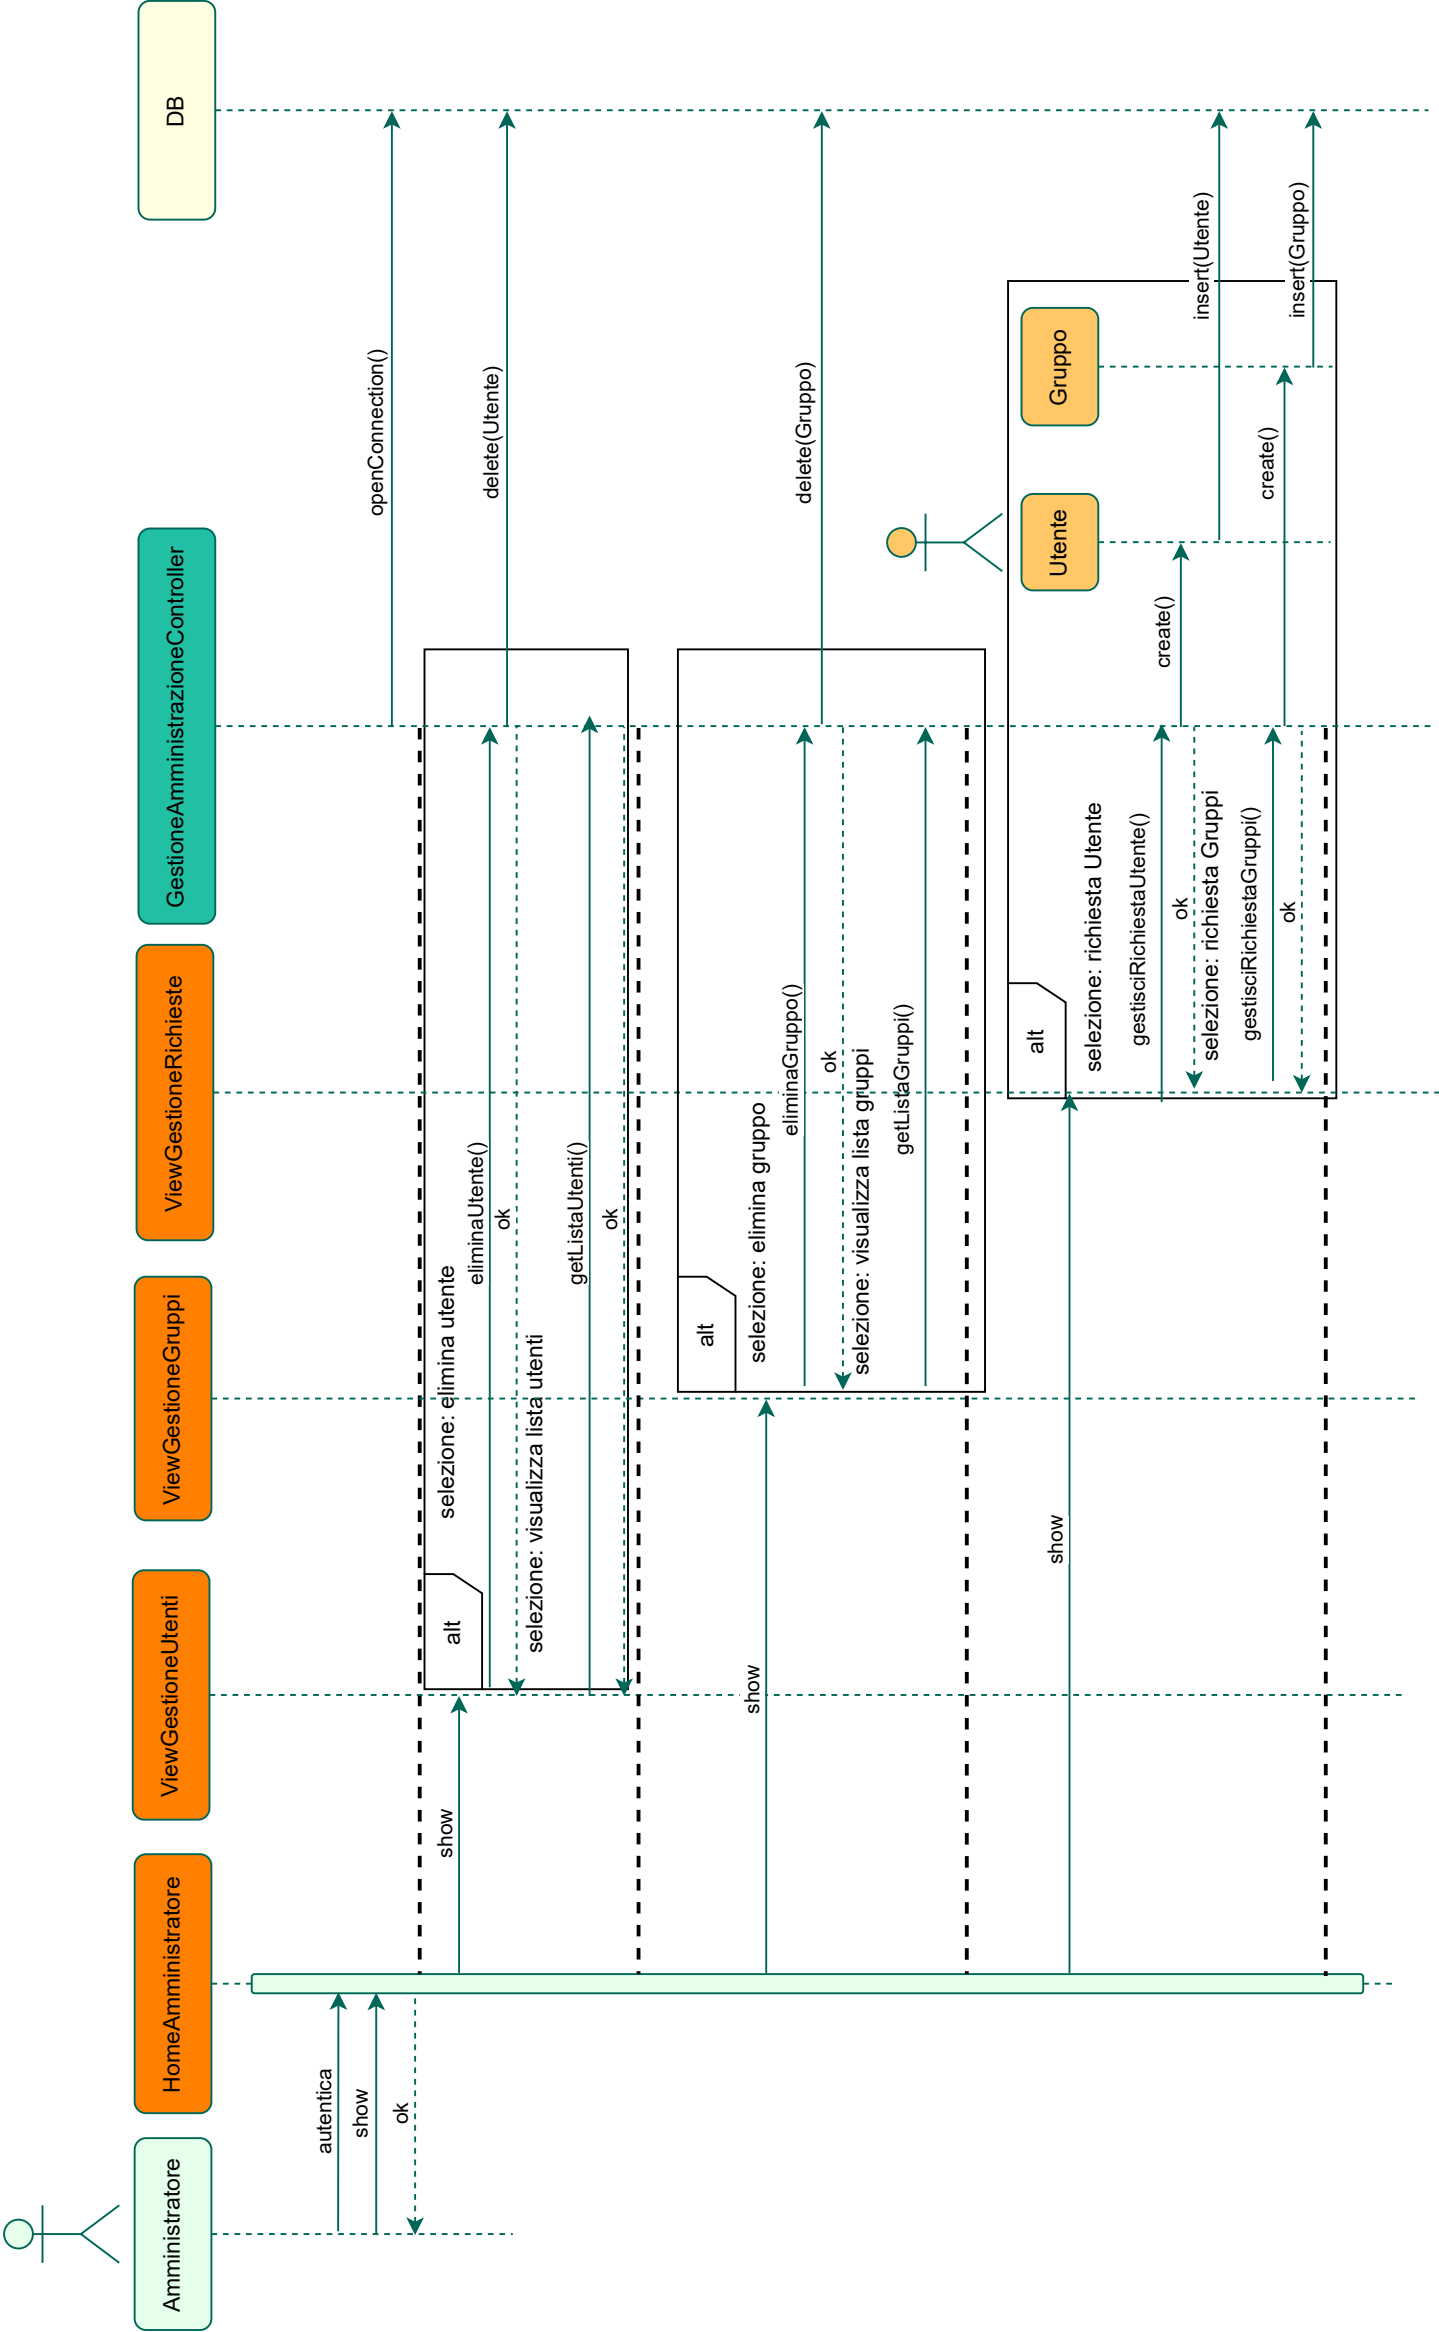 Amministratore
HomeAmministratore
ViewGestioneUtenti
ViewGestioneGruppi
ViewGestioneRichieste
GestioneAmministrazioneController
DB
autentica
show
openConnection()
ok
show
alt
selezione: elimina utente
eliminaUtente()
delete(Utente)
ok
selezione: visualizza lista utenti
getListaUtenti()
ok
show
alt
selezione: elimina gruppo
eliminaGruppo()
delete(Gruppo)
ok
selezione: visualizza lista gruppi
getListaGruppi()
show
alt
Utente
Gruppo
selezione: richiesta Utente
gestisciRichiestaUtente()
create()
insert(Utente)
ok
selezione: richiesta Gruppi
gestisciRichiestaGruppi()
create()
insert(Gruppo)
ok